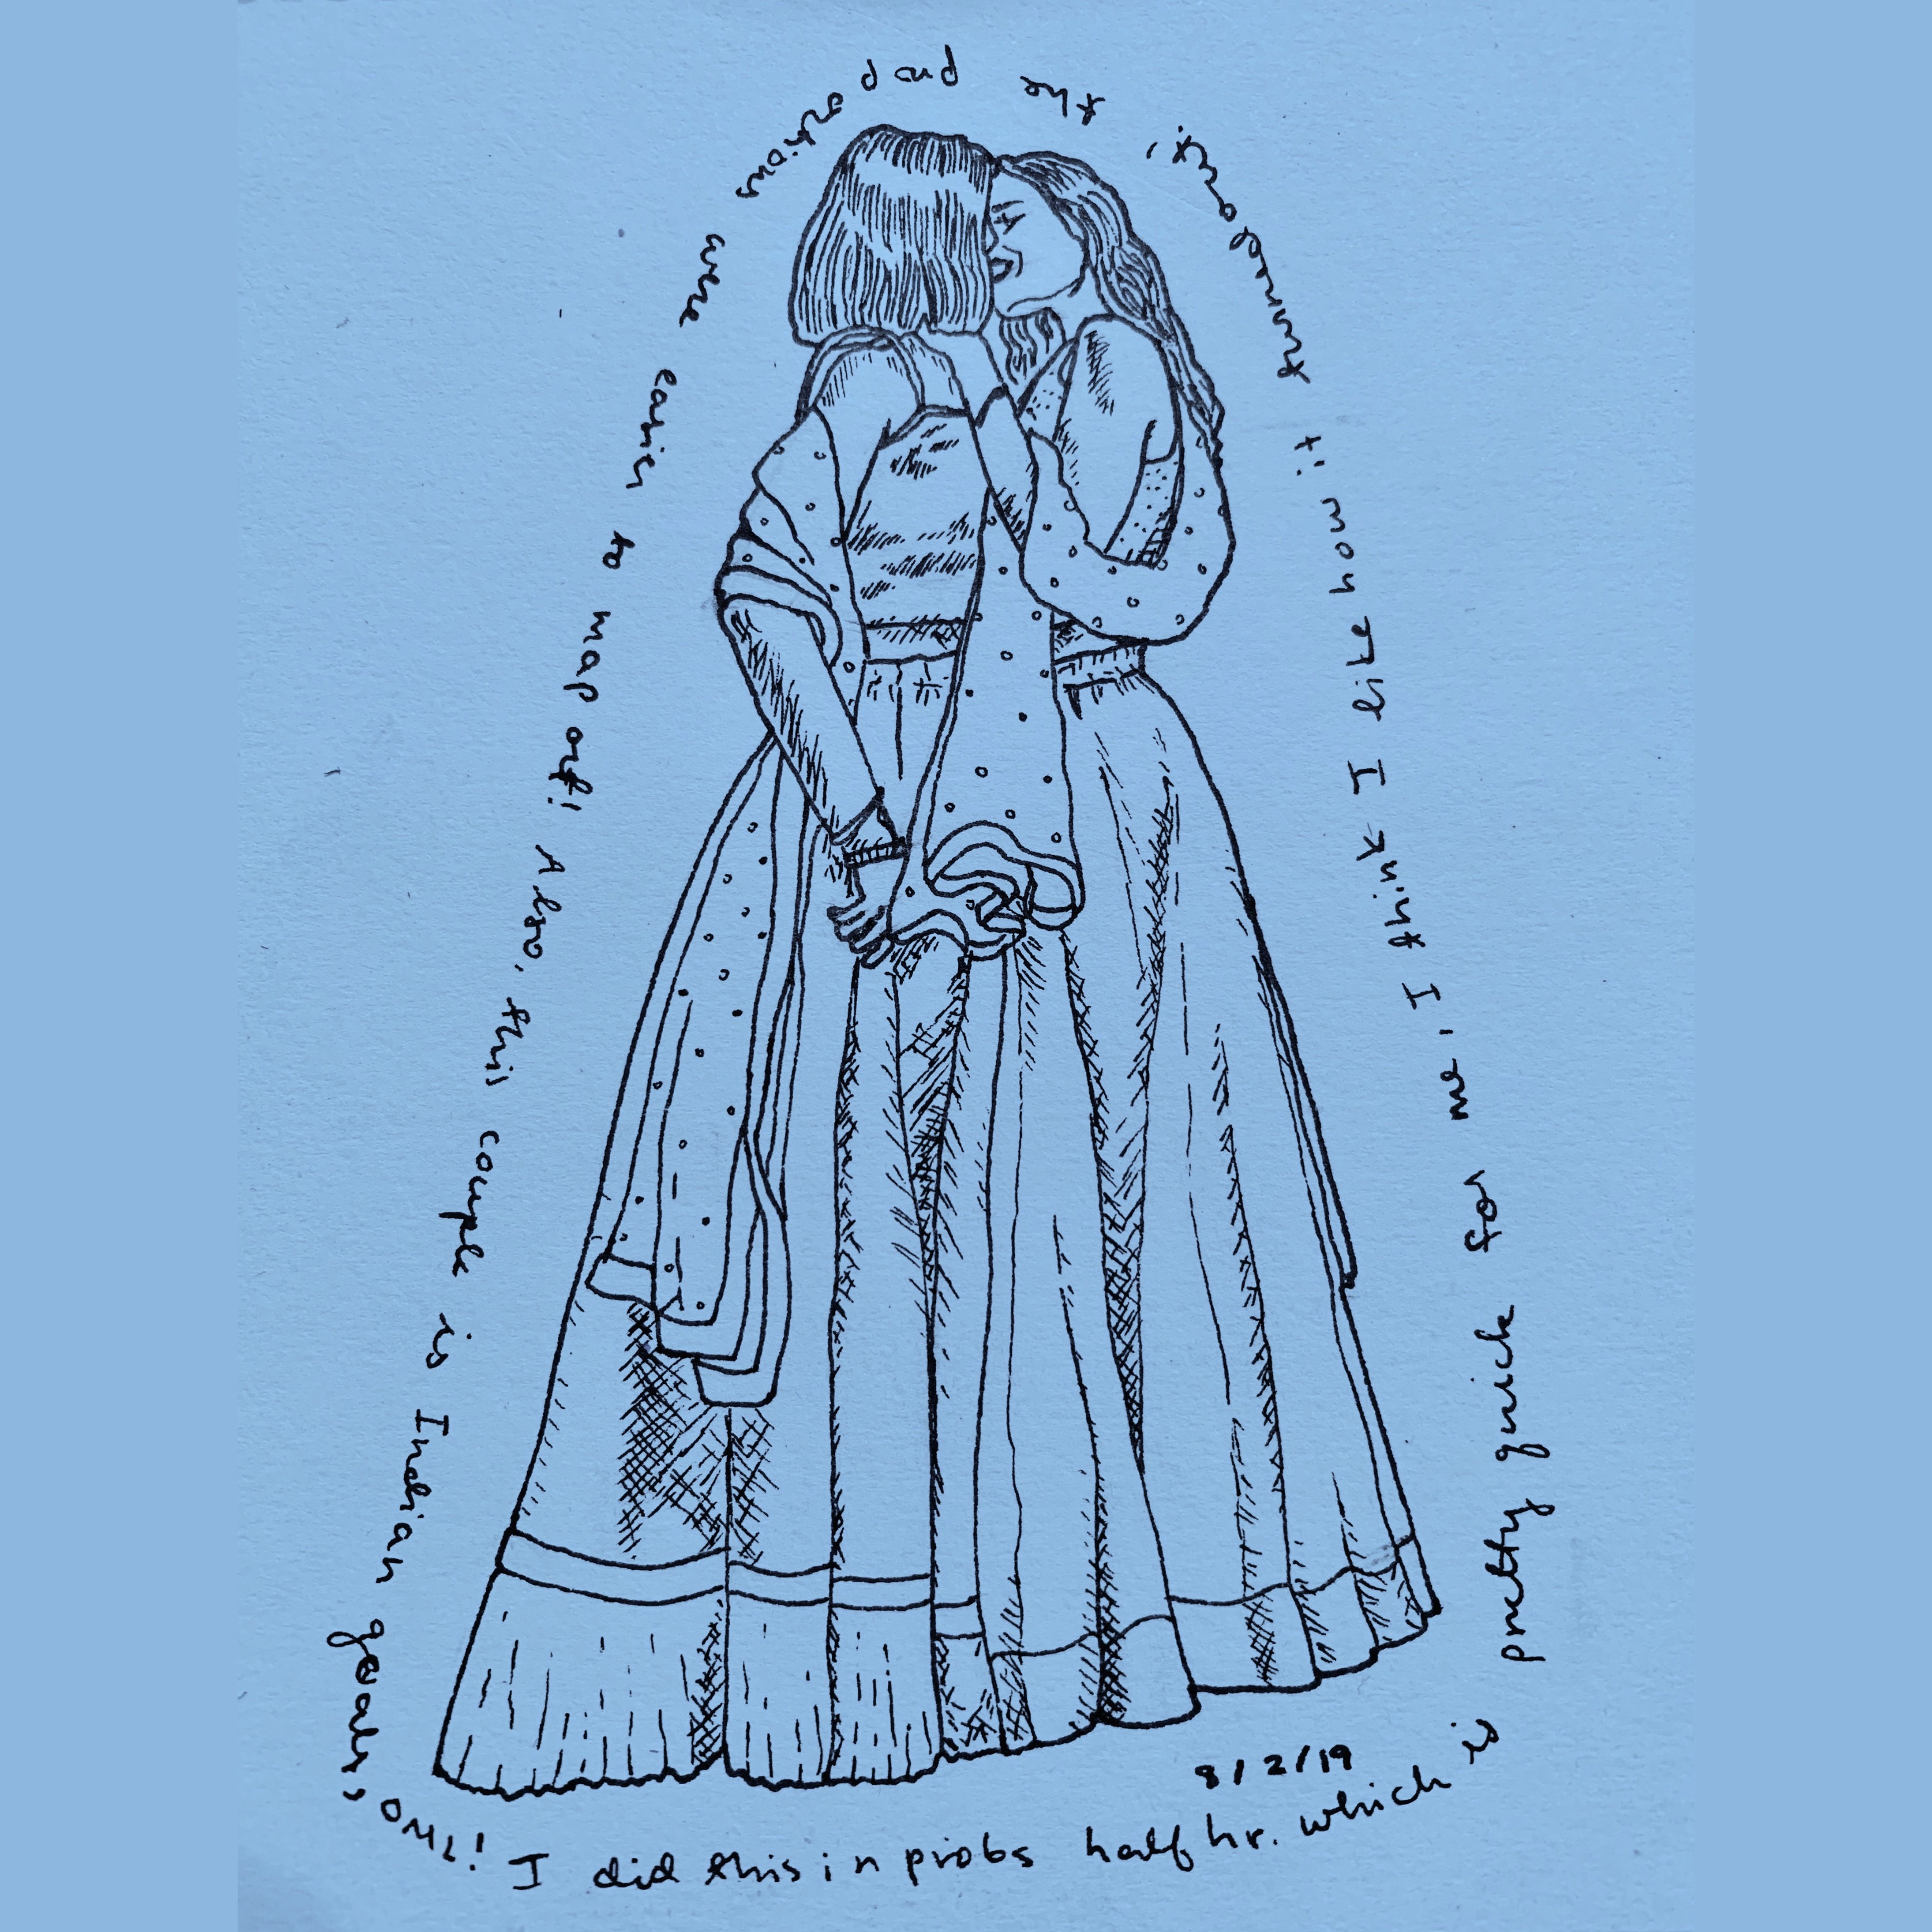 I did this in probs half hr. which is pretty quick for me, I think I like how it turned out, the proportions were easier to map out! Also, this couple is Indian goals, OML!
8/2/19